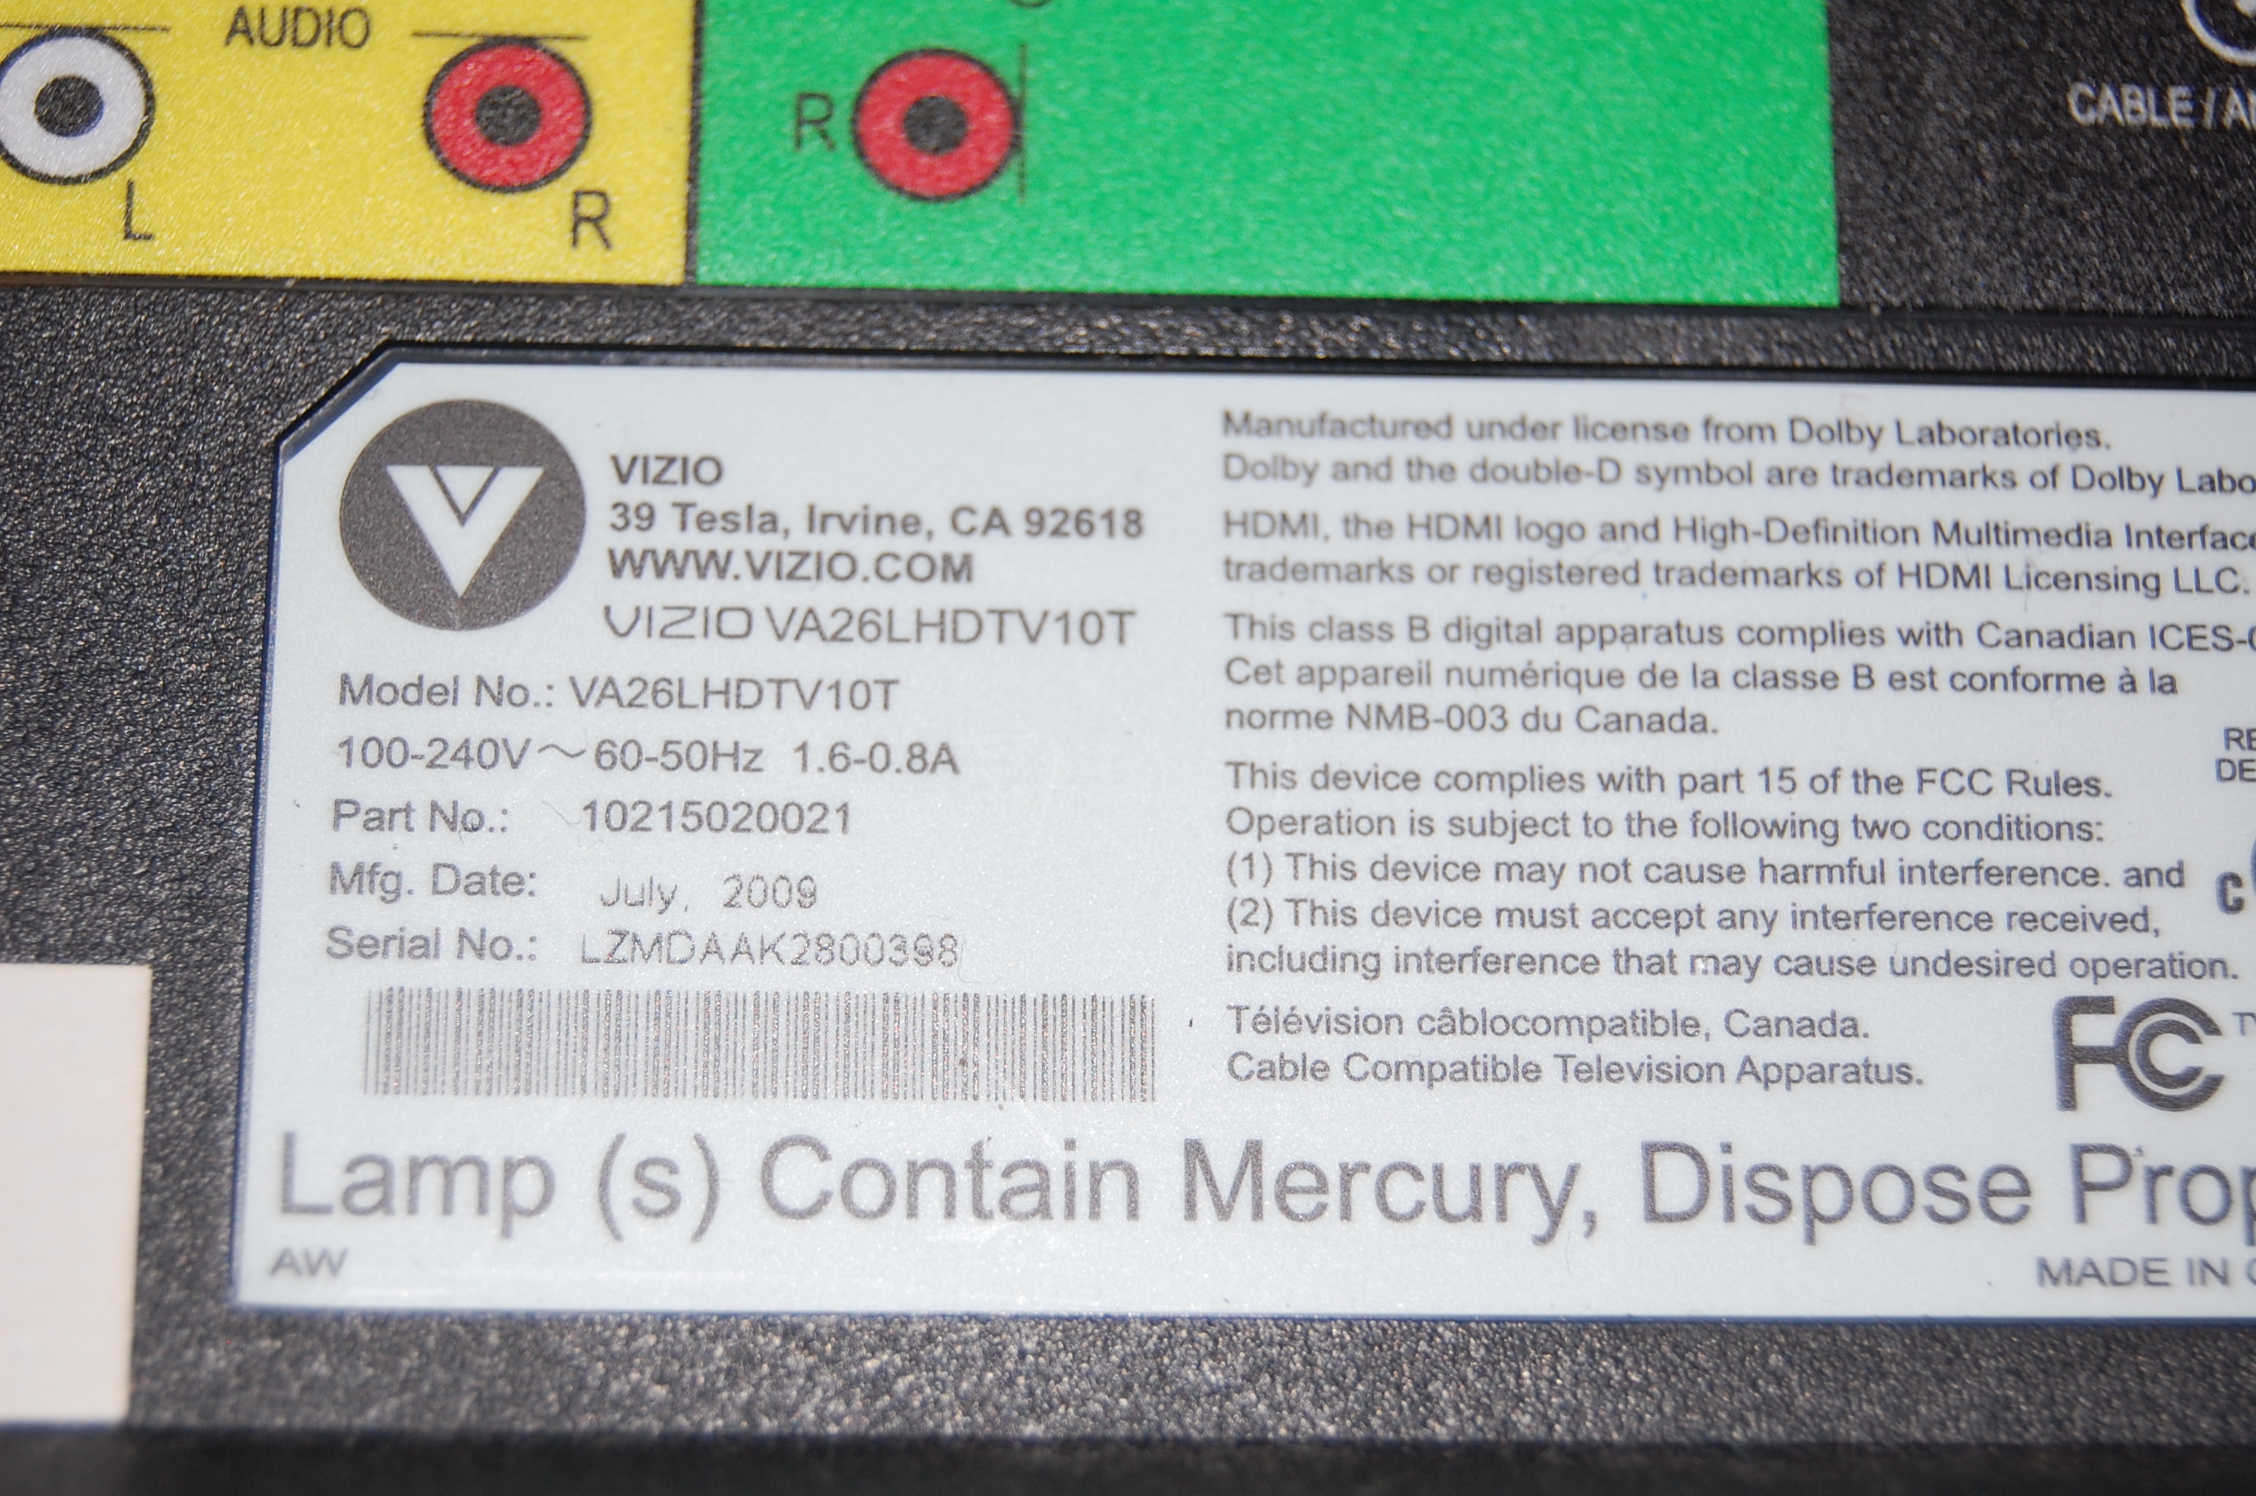 AUDIO
L
R
R
CABLE / 
VIZIO
39 Tesla, Irvine, CA 92618
WWW.VIZIO.COM
VIZIO VA26LHDTV10T
Model No.: VA26LHDTV10T
100-240V～60-50Hz 1.6-0.8A
Part No.: 10215020021
Mfg. Date: July, 2009
Serial No.: LZMDAAK2800398
Manufactured under license from Dolby Laboratories.
Dolby and the double-D symbol are trademarks of Dolby Labo
HDMI, the HDMI logo and High-Definition Multimedia Interface
trademarks or registered trademarks of HDMI Licensing LLC.
This class B digital apparatus complies with Canadian ICES-
Cet appareil numérique de la classe B est conforme à la
norme NMB-003 du Canada.
This device complies with part 15 of the FCC Rules.
Operation is subject to the following two conditions:
(1) This device may not cause harmful interference. and
(2) This device must accept any interference received,
including interference that may cause undesired operation.
Télévision câblocompatible, Canada.
Cable Compatible Television Apparatus.
RE
DE
C
FC
Lamp (s) Contain Mercury, Dispose Prop
AW
MADE IN